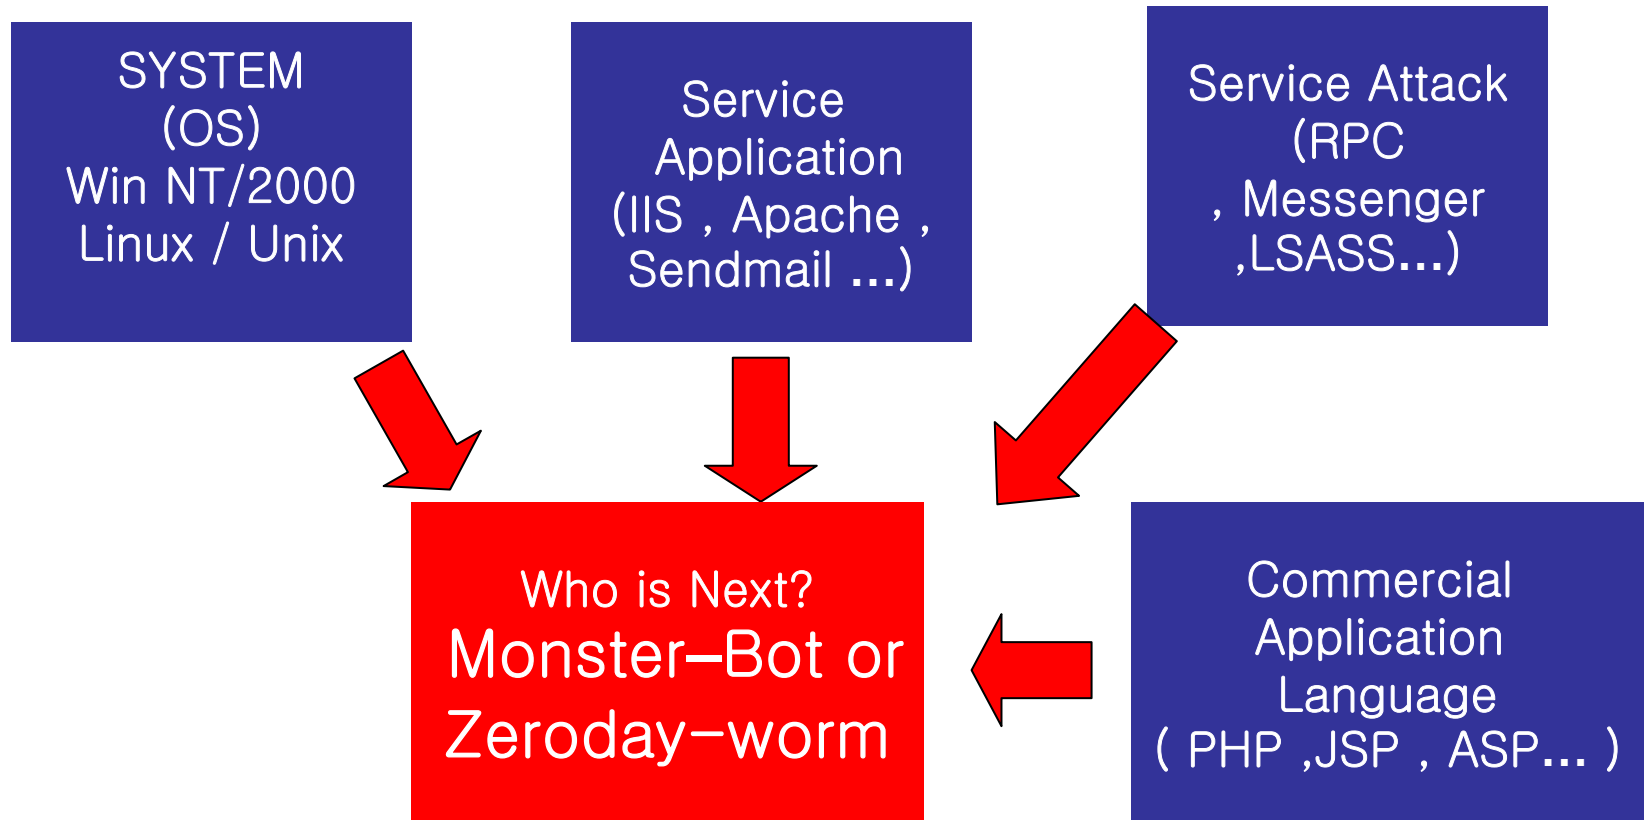 SYSTEM
(OS)
Win NT/2000
Linux / Unix
Service
Application
(IIS , Apache ,
Sendmail ...)
Service Attack
(RPC
, Messenger
,LSASS...)
Who is Next?
Monster-Bot or
Zeroday-worm
Commercial
Application
Language
( PHP ,JSP , ASP... )